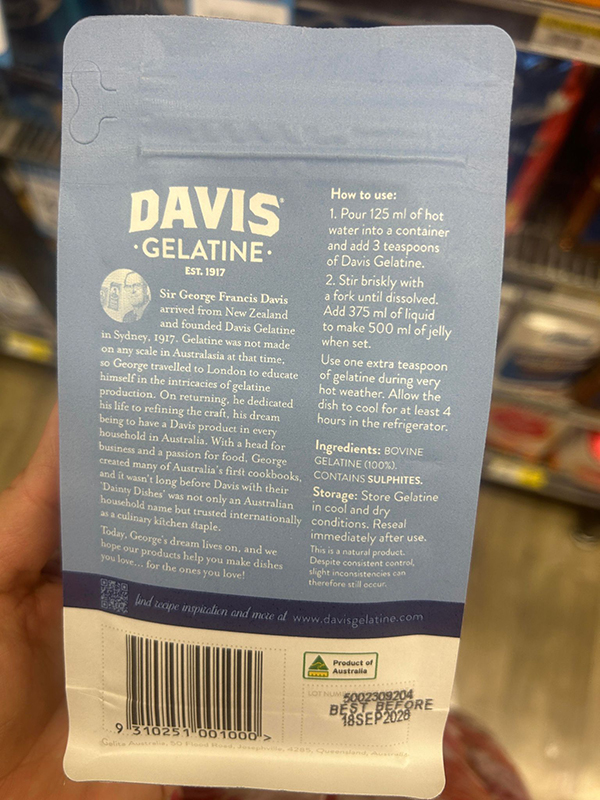 DAVIS
·GELATINE·
EST. 1917
Sir George Francis Davis
arrived from New Zealand
and founded Davis Gelatine
in Sydney, 1917. Gelatine was not made
on any scale in Australasia at that time,
so George travelled to London to educate
himself in the intricacies of gelatine
production. On returning, he dedicated
his life to refining the craft, his dream
being to have a Davis product in every
household in Australia. With a head for
business and a passion for food, George
created many of Australia's first cookbooks,
and it wasn't long before Davis with their
'Dainty Dishes' was not only an Australian
household name but trusted internationally
as a culinary kitchen staple.
Today, George's dream lives on, and we
hope our products help you make dishes
you love... for the ones you love!
How to use:
1. Pour 125 ml of hot
water into a container
and add 3 teaspoons
of Davis Gelatine.
2. Stir briskly with
a fork until dissolved.
Add 375 ml of liquid
to make 500 ml of jelly
when set.
Use one extra teaspoon
of gelatine during very
hot weather. Allow the
dish to cool for at least 4
hours in the refrigerator.
Ingredients: BOVINE
GELATINE (100%).
CONTAINS SULPHITES.
Storage: Store Gelatine
in cool and dry
conditions. Reseal
immediately after use.
This is a natural product.
Despite consistent control,
slight inconsistencies can
therefore still occur.
find recipe inspiration and more at www.davisgelatine.com
9 310251 001000 >
Product of
Australia
LOT NUM
5002309204
BEST BEFORE
18SEP2028
Gelita Australia, 50 Flood Road, Josephville, 4285, Queensland, Australia